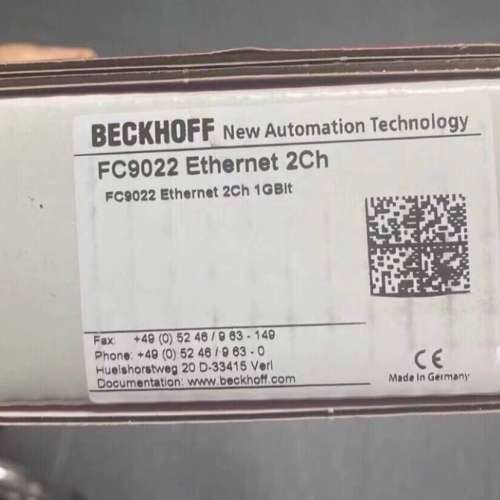 BECKHOFF New Automation Technology
FC9022 Ethernet 2Ch
FC9022 Ethernet 2Ch 1GBit
Fax: +49 (0) 52 46 / 9 63 - 149
Phone: +49 (0) 52 46 / 9 63 - 0
Huelshorstweg 20 D-33415 Verl
Documentation: www.beckhoff.com
CE
Made in Germany